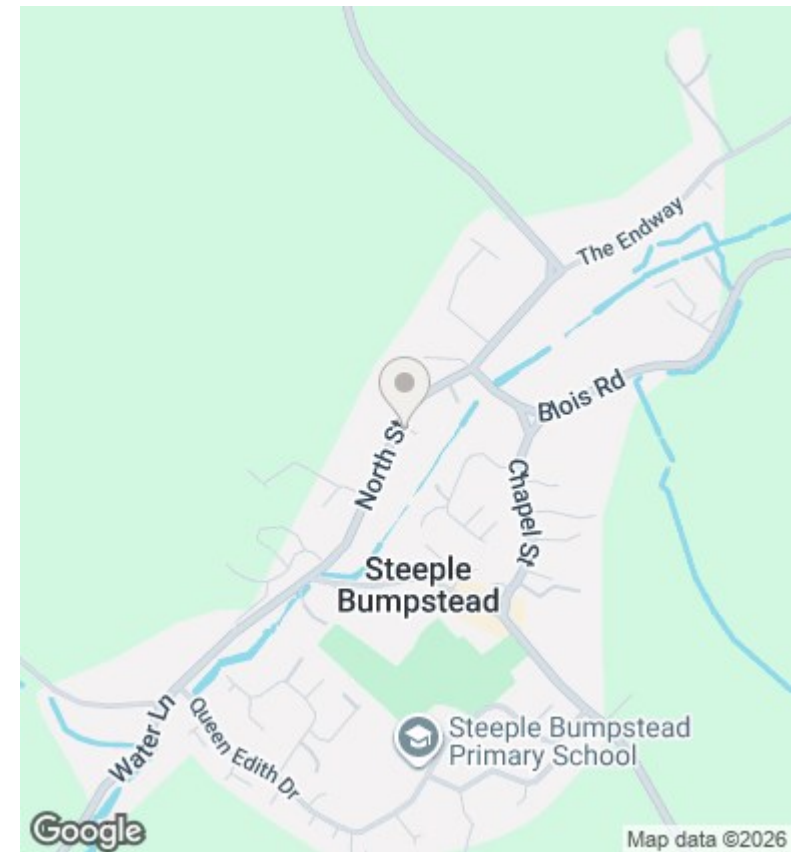 The Endway
Blois Rd
North St
Chapel St
Steeple
Bumpstead
Water Ln
Queen Edith Dr
Steeple Bumpstead
Primary School
Google
Map data ©2026